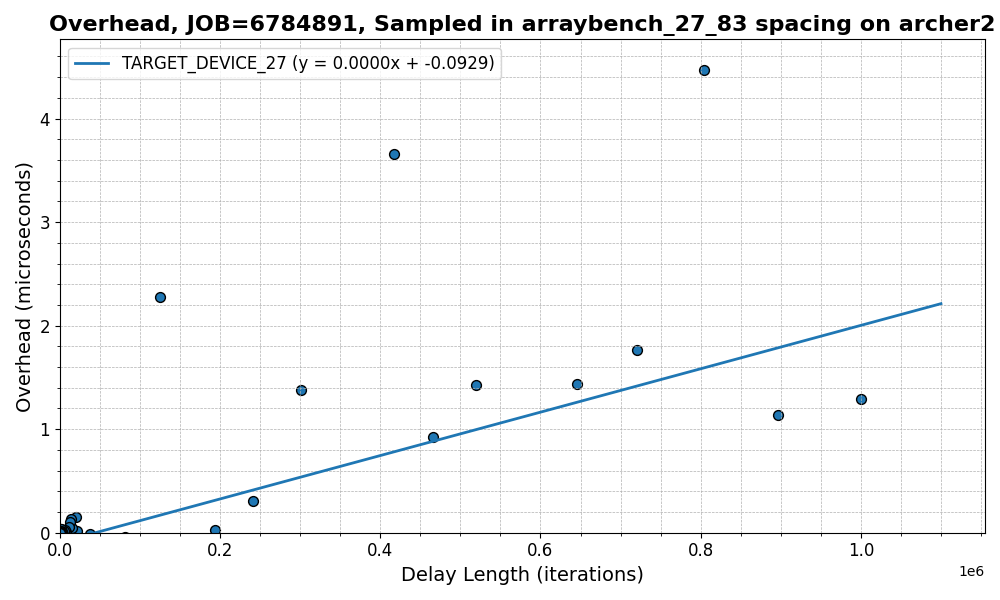 Overhead, JOB=6784891, Sampled in arraybench_27_83 spacing on archer2
TARGET_DEVICE_27 (y = 0.0000x + -0.0929)
Overhead (microseconds)
4
3
2
1
0
0.0 0.2 0.4 0.6 0.8 1.0
1e6
Delay Length (iterations)